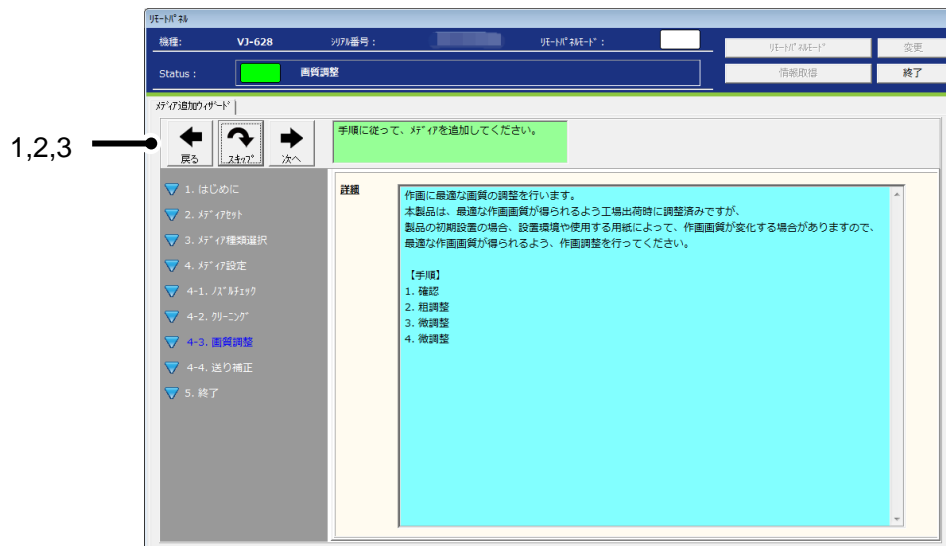 ﾘﾓｰﾄﾊﾟﾈﾙ
機種: VJ-628 ｼﾘｱﾙ番号: ﾘﾓｰﾄﾊﾟﾈﾙﾓｰﾄﾞ:
ﾘﾓｰﾄﾊﾟﾈﾙﾓｰﾄﾞ 変更
Status : 画質調整
情報取得 終了
ﾒﾃﾞｨｱ追加ｳｨｻﾞｰﾄﾞ
1,2,3
戻る ｽｷｯﾌﾟ 次へ
手順に従って、ﾒﾃﾞｨｱを追加してください。
1. はじめに
2. ﾒﾃﾞｨｱｾｯﾄ
3. ﾒﾃﾞｨｱ種類選択
4. ﾒﾃﾞｨｱ設定
4-1. ﾉｽﾞﾙﾁｪｯｸ
4-2. ｸﾘｰﾆﾝｸﾞ
4-3. 画質調整
4-4. 送り補正
5. 終了
詳細
作画に最適な画質の調整を行います。
本製品は、最適な作画画質が得られるよう工場出荷時に調整済みですが、
製品の初期設置の場合、設置環境や使用する用紙によって、作画画質が変化する場合がありますので、
最適な作画画質が得られるよう、作画調整を行ってください。
【手順】
1. 確認
2. 粗調整
3. 微調整
4. 微調整